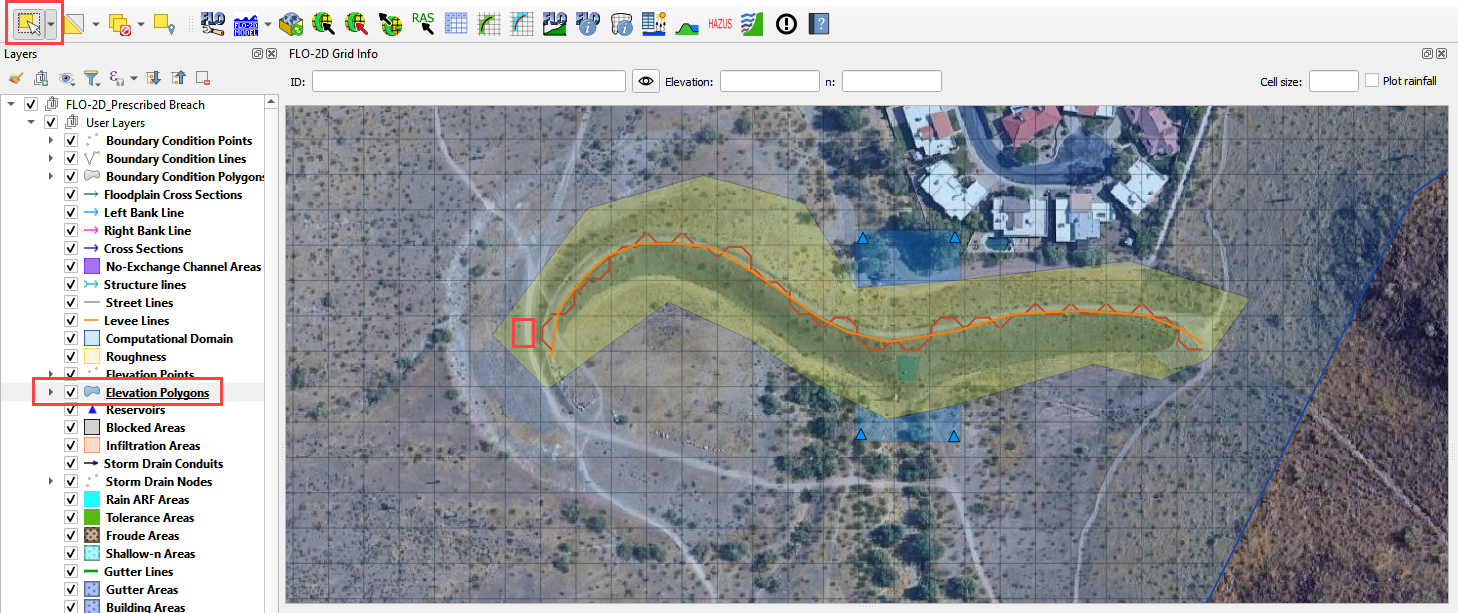 FLO
FLO-2D
MODEL
RAS
FLO
FLO
HAZUS
?
Layers
FLO-2D Grid Info
ID:
Elevation:
n:
Cell size:
Plot rainfall
FLO-2D_Prescribed Breach
User Layers
Boundary Condition Points
Boundary Condition Lines
Boundary Condition Polygons
Floodplain Cross Sections
Left Bank Line
Right Bank Line
Cross Sections
No-Exchange Channel Areas
Structure lines
Street Lines
Levee Lines
Computational Domain
Roughness
Elevation Points
Elevation Polygons
Reservoirs
Blocked Areas
Infiltration Areas
Storm Drain Conduits
Storm Drain Nodes
Rain ARF Areas
Tolerance Areas
Froude Areas
Shallow-n Areas
Gutter Lines
Gutter Areas
Building Areas